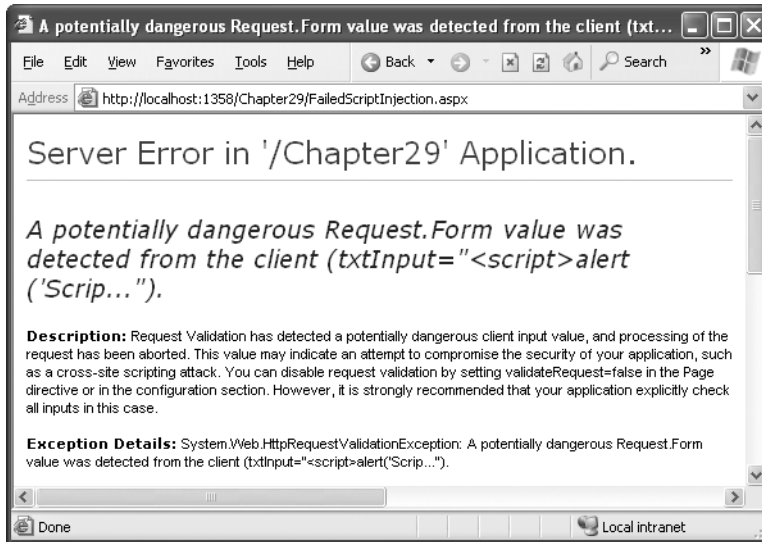 A potentially dangerous Request.Form value was detected from the client (txt...
File Edit View Favorites Tools Help Back Search »
Address http://localhost:1358/Chapter29/FailedScriptInjection.aspx
Server Error in '/Chapter29' Application.
A potentially dangerous Request.Form value was
detected from the client (txtInput="<script>alert
('Scrip...").
Description: Request Validation has detected a potentially dangerous client input value, and processing of the
request has been aborted. This value may indicate an attempt to compromise the security of your application, such
as a cross-site scripting attack. You can disable request validation by setting validateRequest=false in the Page
directive or in the configuration section. However, it is strongly recommended that your application explicitly check
all inputs in this case.
Exception Details: System.Web.HttpRequestValidationException: A potentially dangerous Request.Form
value was detected from the client (txtInput="<script>alert('Scrip...").
Done Local intranet